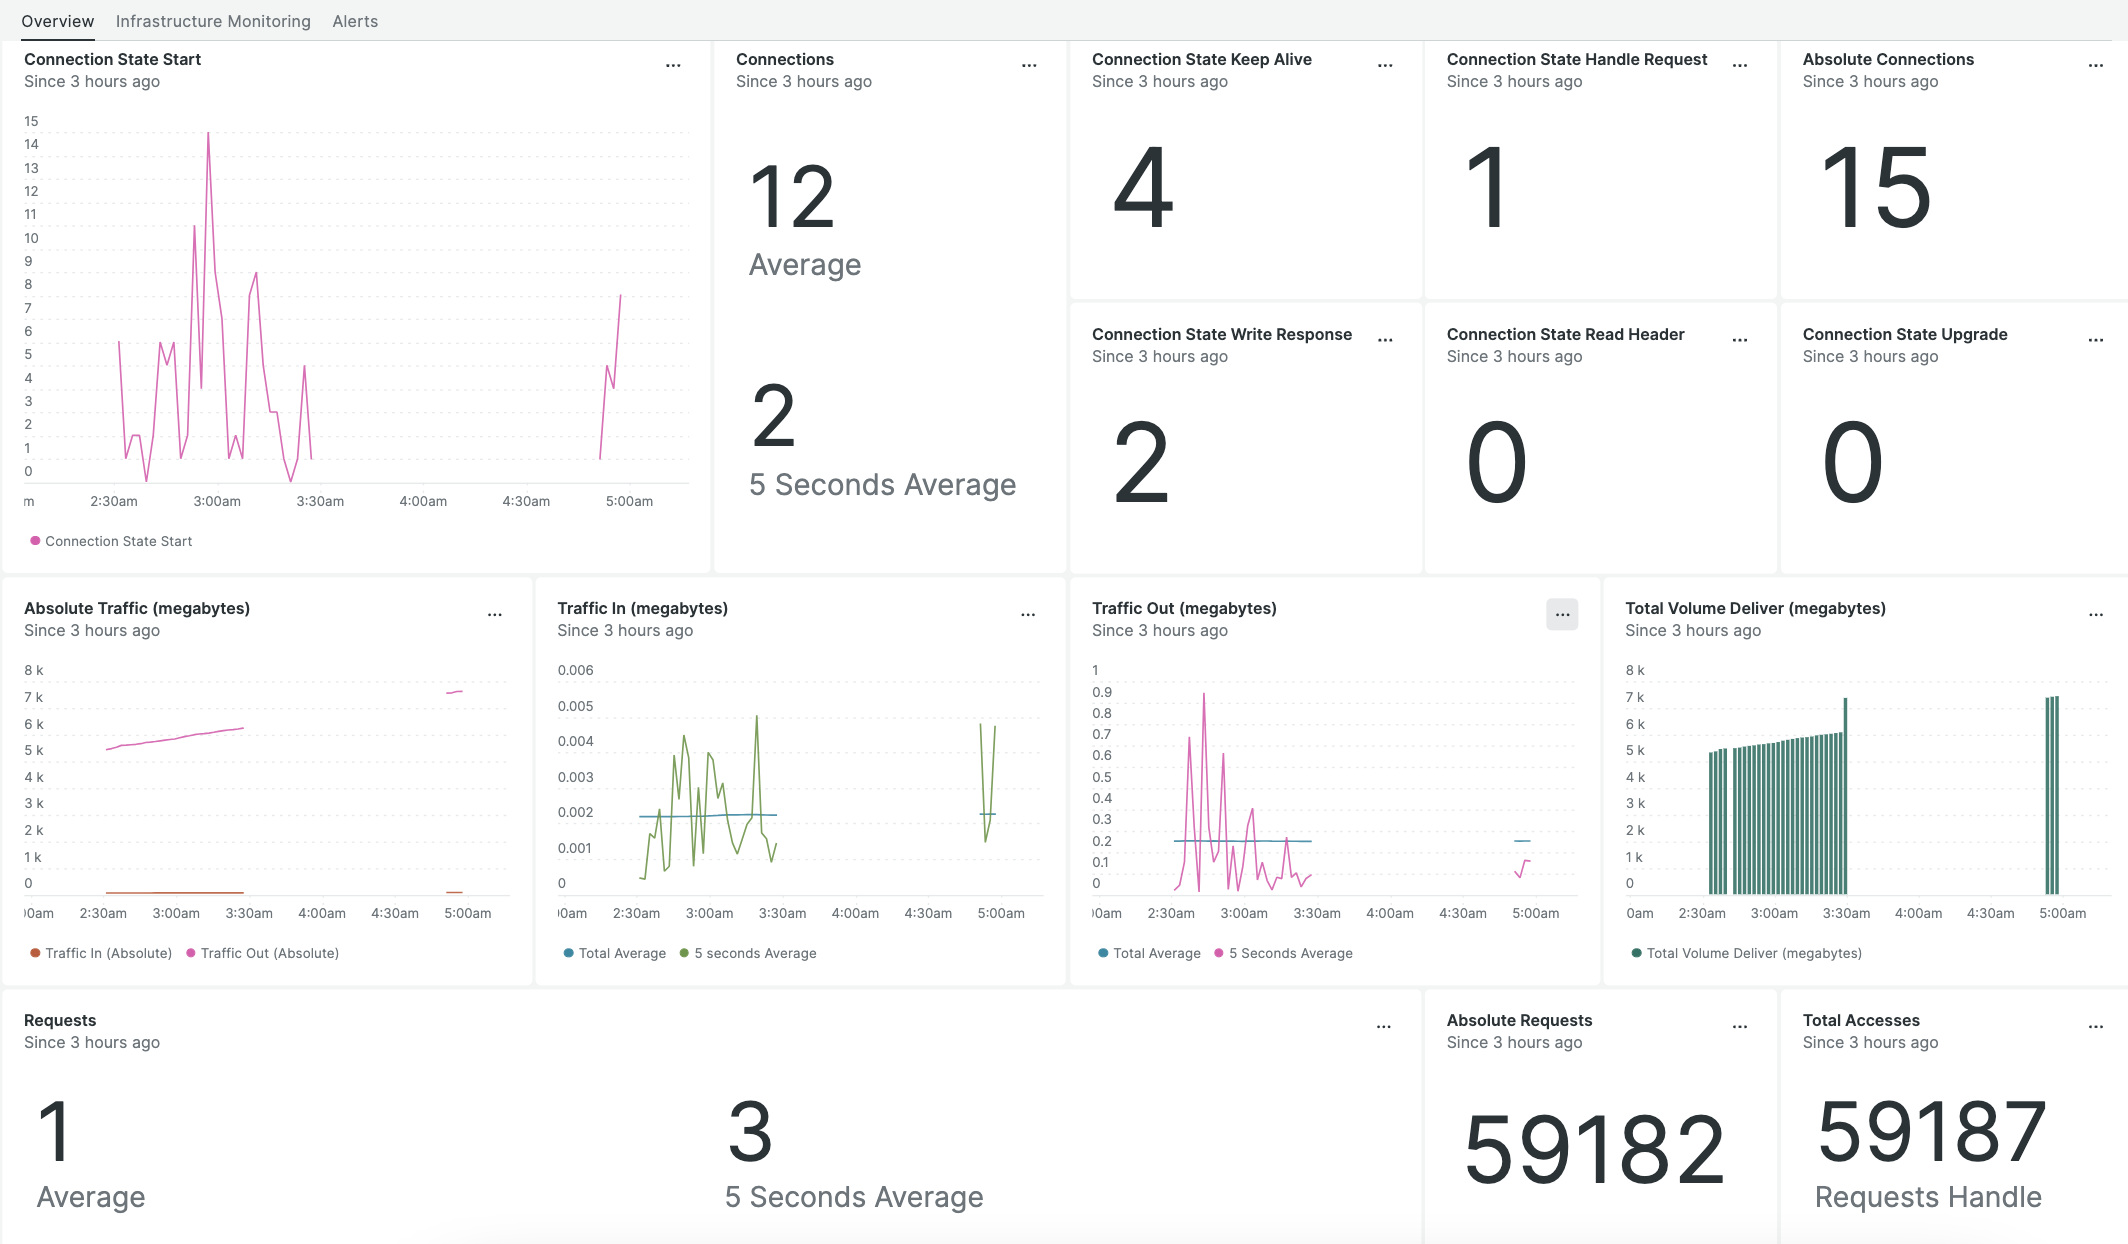 Overview Infrastructure Monitoring Alerts
Connection State Start
Since 3 hours ago
15
14
13
12
11
10
9
8
7
6
5
4
3
2
1
0
m 2:30am 3:00am 3:30am 4:00am 4:30am 5:00am
Connection State Start
Connections
Since 3 hours ago
12
Average
2
5 Seconds Average
Connection State Keep Alive
Since 3 hours ago
4
Connection State Handle Request
Since 3 hours ago
1
Absolute Connections
Since 3 hours ago
15
Connection State Write Response
Since 3 hours ago
2
Connection State Read Header
Since 3 hours ago
0
Connection State Upgrade
Since 3 hours ago
0
Absolute Traffic (megabytes)
Since 3 hours ago
8 k
7 k
6 k
5 k
4 k
3 k
2 k
1 k
0
0am 2:30am 3:00am 3:30am 4:00am 4:30am 5:00am
Traffic In (Absolute) Traffic Out (Absolute)
Traffic In (megabytes)
Since 3 hours ago
0.006
0.005
0.004
0.003
0.002
0.001
0
0am 2:30am 3:00am 3:30am 4:00am 4:30am 5:00am
Total Average 5 seconds Average
Traffic Out (megabytes)
Since 3 hours ago
1
0.9
0.8
0.7
0.6
0.5
0.4
0.3
0.2
0.1
0
0am 2:30am 3:00am 3:30am 4:00am 4:30am 5:00am
Total Average 5 Seconds Average
Total Volume Deliver (megabytes)
Since 3 hours ago
8 k
7 k
6 k
5 k
4 k
3 k
2 k
1 k
0
0am 2:30am 3:00am 3:30am 4:00am 4:30am 5:00am
Total Volume Deliver (megabytes)
Requests
Since 3 hours ago
1
Average
3
5 Seconds Average
Absolute Requests
Since 3 hours ago
59182
Total Accesses
Since 3 hours ago
59187
Requests Handle